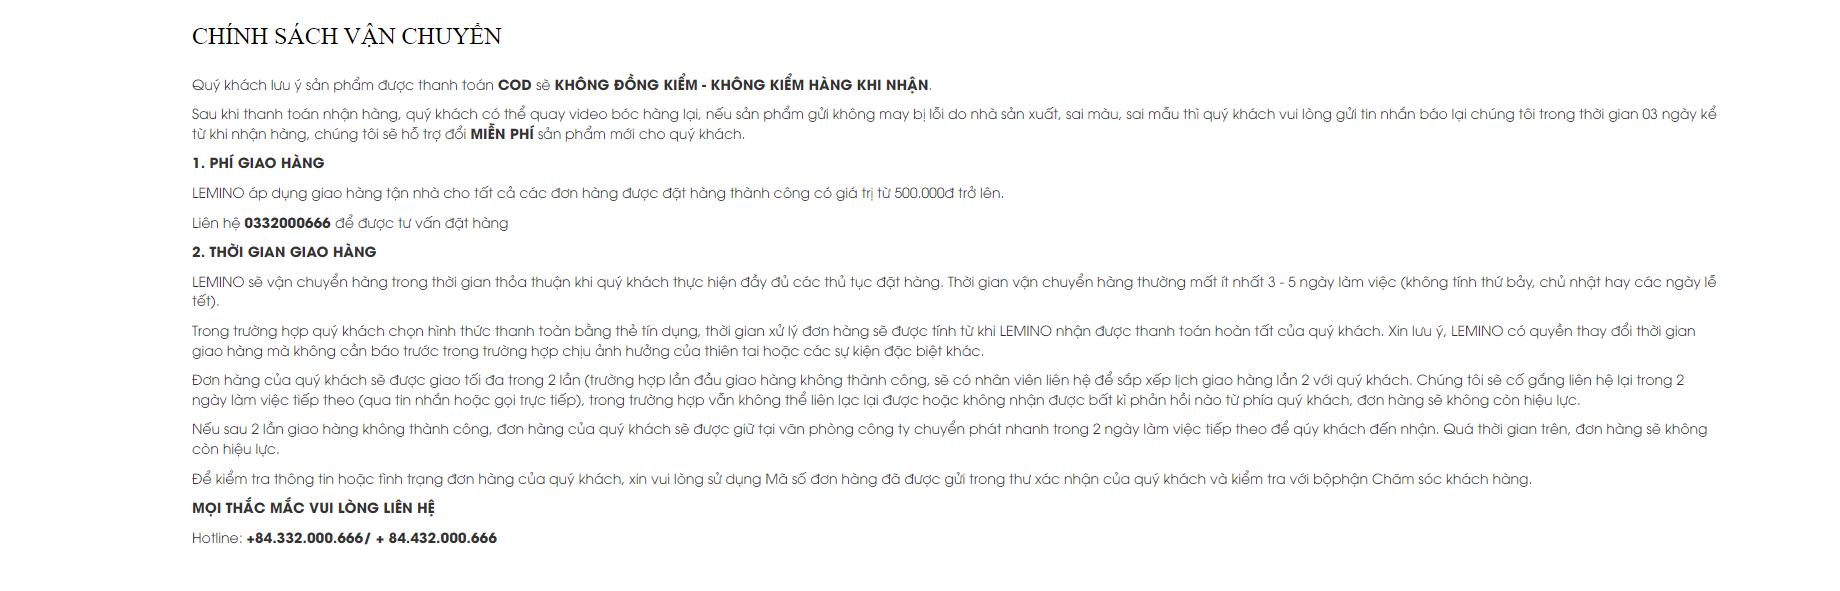 CHÍNH SÁCH VẬN CHUYỂN
Quý khách lưu ý sản phẩm được thanh toán COD sẽ KHÔNG ĐỒNG KIỂM - KHÔNG KIỂM HÀNG KHI NHẬN.
Sau khi thanh toán nhận hàng, quý khách có thể quay video bóc hàng lại, nếu sản phẩm gửi không may bị lỗi do nhà sản xuất, sai màu, sai mẫu thì quý khách vui lòng gửi tin nhắn báo lại chúng tôi trong thời gian 03 ngày kể
từ khi nhận hàng, chúng tôi sẽ hỗ trợ đổi MIỄN PHÍ sản phẩm mới cho quý khách.
1. PHÍ GIAO HÀNG
LEMINO áp dụng giao hàng tận nhà cho tất cả các đơn hàng được đặt hàng thành công có giá trị từ 500.000đ trở lên.
Liên hệ 0332000666 để được tư vấn đặt hàng
2. THỜI GIAN GIAO HÀNG
LEMINO sẽ vận chuyển hàng trong thời gian thỏa thuận khi quý khách thực hiện đầy đủ các thủ tục đặt hàng. Thời gian vận chuyển hàng thường mất ít nhất 3 - 5 ngày làm việc (không tính thứ bảy, chủ nhật hay các ngày lễ
tết).
Trong trường hợp quý khách chọn hình thức thanh toàn bằng thẻ tín dụng, thời gian xử lý đơn hàng sẽ được tính từ khi LEMINO nhận được thanh toán hoàn tất của quý khách. Xin lưu ý, LEMINO có quyền thay đổi thời gian
giao hàng mà không cần báo trước trong trường hợp chịu ảnh hưởng của thiên tai hoặc các sự kiện đặc biệt khác.
Đơn hàng của quý khách sẽ được giao tối đa trong 2 lần (trường hợp lần đầu giao hàng không thành công, sẽ có nhân viên liên hệ để sắp xếp lịch giao hàng lần 2 với quý khách. Chúng tôi sẽ cố gắng liên hệ lại trong 2
ngày làm việc tiếp theo (qua tin nhắn hoặc gọi trực tiếp), trong trường hợp vẫn không thể liên lạc lại được hoặc không nhận được bất kì phản hồi nào từ phía quý khách, đơn hàng sẽ không còn hiệu lực.
Nếu sau 2 lần giao hàng không thành công, đơn hàng của quý khách sẽ được giữ tại văn phòng công ty chuyển phát nhanh trong 2 ngày làm việc tiếp theo để qúy khách đến nhận. Quá thời gian trên, đơn hàng sẽ không
còn hiệu lực.
Để kiểm tra thông tin hoặc tình trạng đơn hàng của quý khách, xin vui lòng sử dụng Mã số đơn hàng đã được gửi trong thư xác nhận của quý khách và kiểm tra với bộphận Chăm sóc khách hàng.
MỌI THẮC MẮC VUI LÒNG LIÊN HỆ
Hotline: +84.332.000.666/ + 84.432.000.666